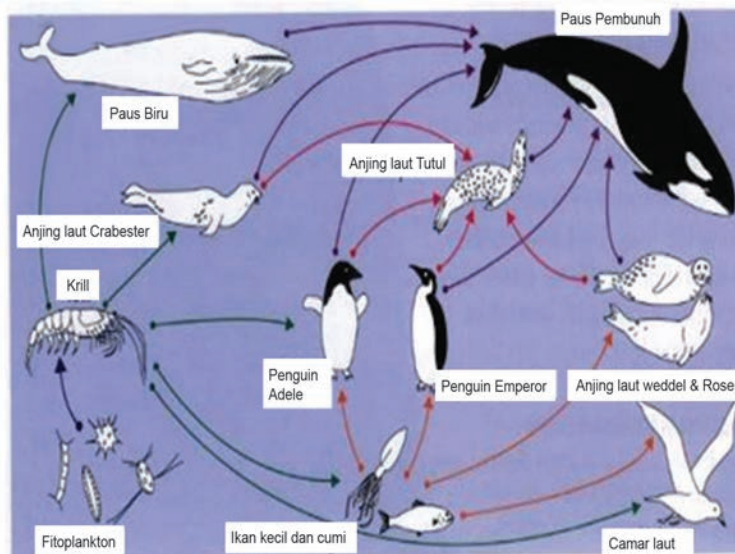 Paus Pembunuh
Paus Biru
Anjing laut Tutul
Anjing laut Crabester
Krill
Penguin Adele
Penguin Emperor
Anjing laut weddel & Rose
Fitoplankton
Ikan kecil dan cumi
Camar laut